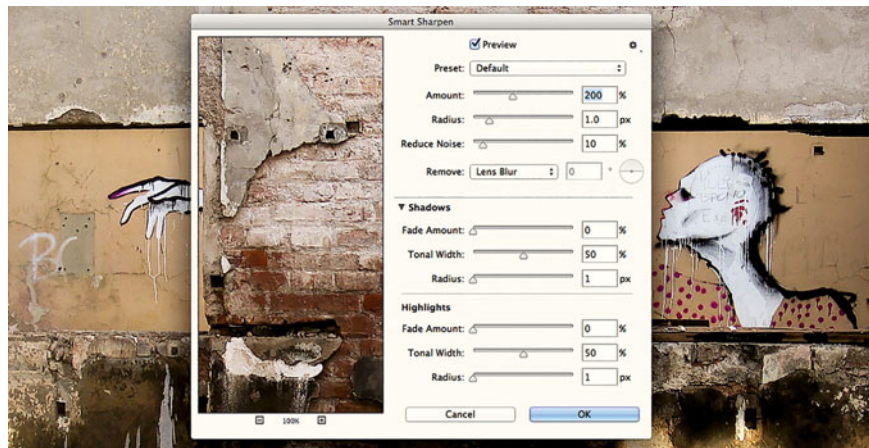 Smart Sharpen
Preview
Preset: Default
Amount: 200 %
Radius: 1.0 px
Reduce Noise: 10 %
Remove: Lens Blur 0 °
Shadows
Fade Amount: 0 %
Tonal Width: 50 %
Radius: 1 px
Highlights
Fade Amount: 0 %
Tonal Width: 50 %
Radius: 1 px
100%
Cancel OK